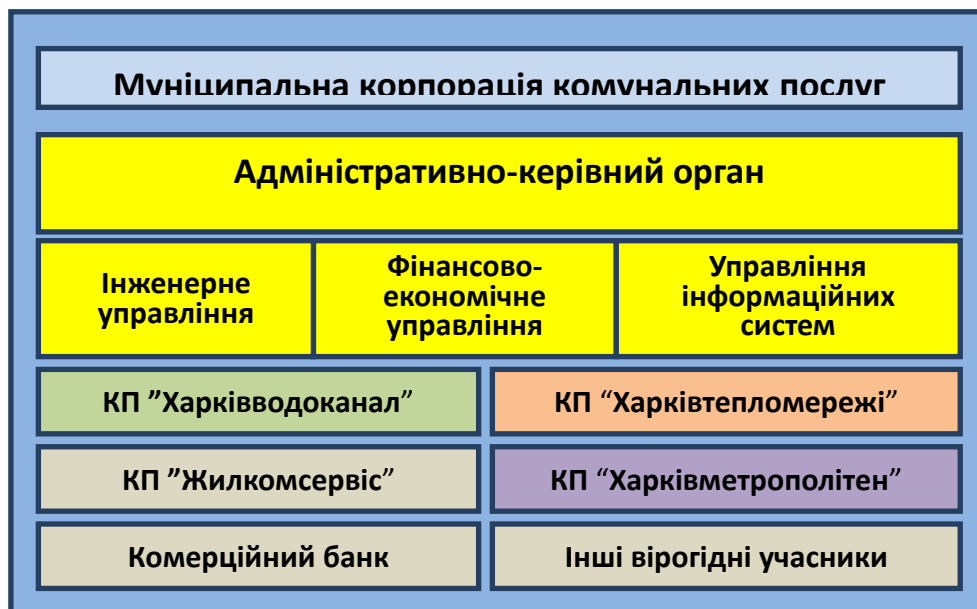 Муніципальна корпорація комунальних послуг
Адміністративно-керівний орган
Інженерне
управління
Фінансово-
економічне
управління
Управління
інформаційних
систем
КП ”Харківводоканал”
КП “Харківтепломережі”
КП ”Жилкомсервіс”
КП “Харківметрополітен”
Комерційний банк
Інші вірогідні учасники